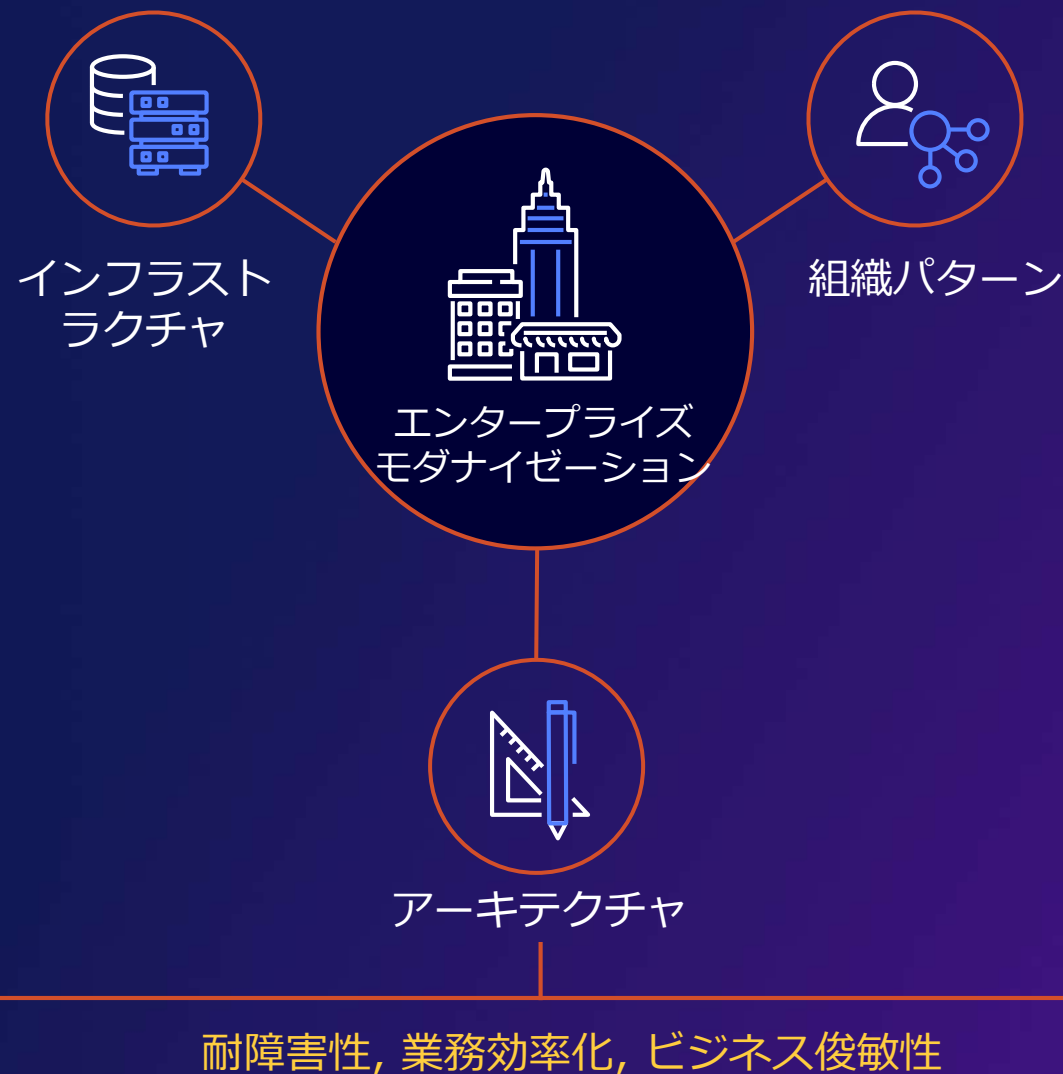 インフラスト
ラクチャ
組織パターン
エンタープライズ
モダナイゼーション
アーキテクチャ
耐障害性, 業務効率化, ビジネス俊敏性